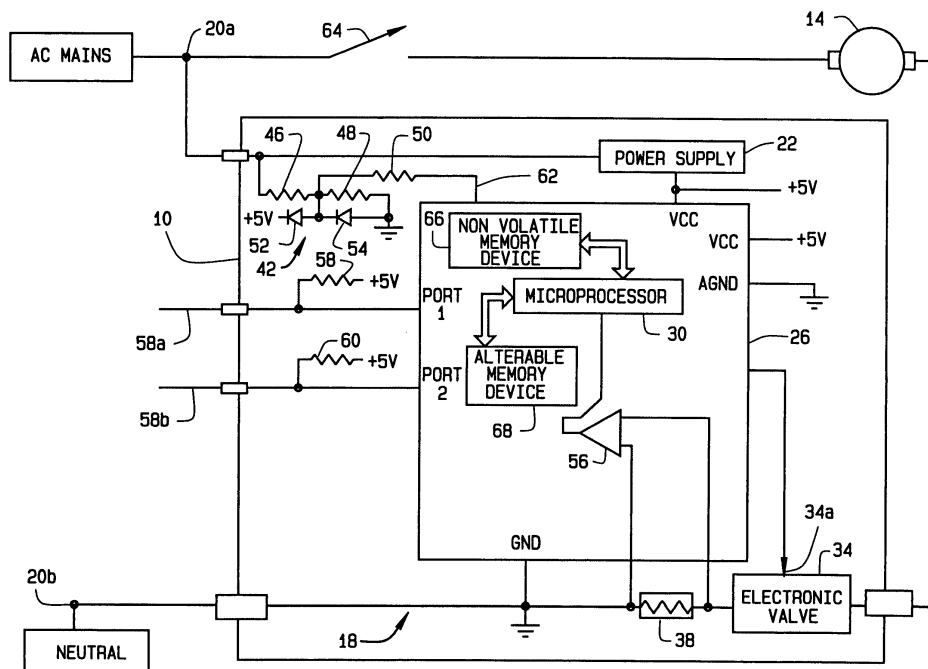 20a
64
14
AC MAINS
46
48
50
22
POWER SUPPLY
62
+5V
+5V
VCC
10
52
54
66
NON VOLATILE
MEMORY
DEVICE
VCC
+5V
42
58
+5V
AGND
PORT
1
MICROPROCESSOR
30
26
58a
60
+5V
ALTERABLE
MEMORY
DEVICE
PORT
2
58b
68
56
GND
34a
34
20b
ELECTRONIC
VALVE
18
38
NEUTRAL